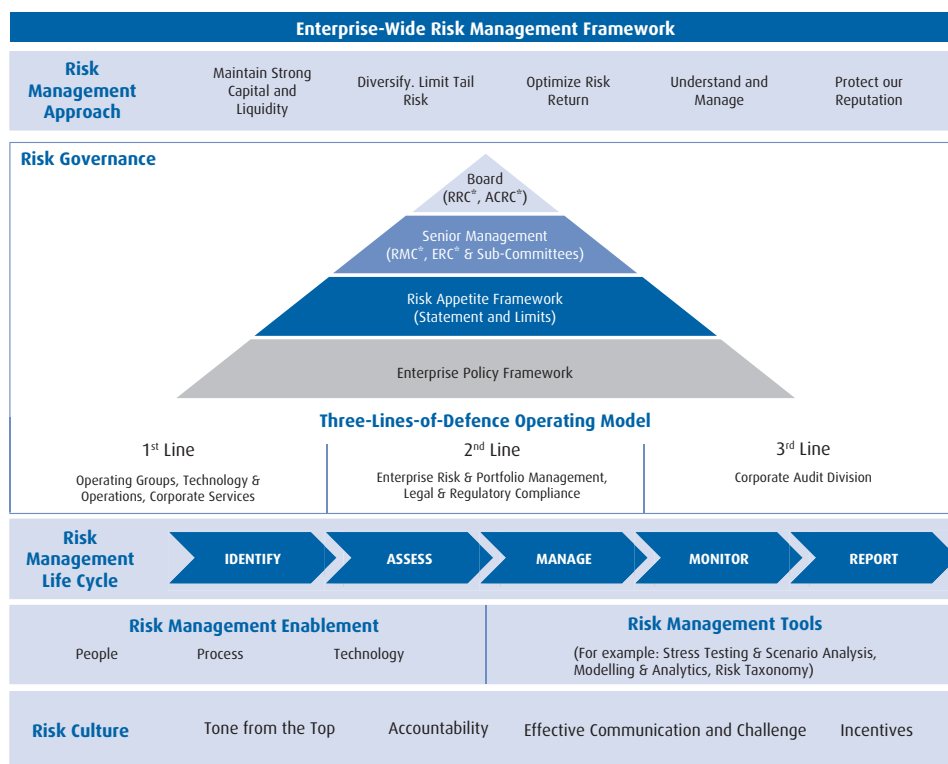 Enterprise-Wide Risk Management Framework
Risk
Management
Approach
Maintain Strong
Capital and
Liquidity
Diversify. Limit Tail
Risk
Optimize Risk
Return
Understand and
Manage
Protect our
Reputation
Risk Governance
Board
(RRC*, ACRC*)
Senior Management
(RMC*, ERC* & Sub-Committees)
Risk Appetite Framework
(Statement and Limits)
Enterprise Policy Framework
Three-Lines-of-Defence Operating Model
1st Line
Operating Groups, Technology &
Operations, Corporate Services
2nd Line
Enterprise Risk & Portfolio Management,
Legal & Regulatory Compliance
3rd Line
Corporate Audit Division
Risk
Management
Life Cycle
IDENTIFY
ASSESS
MANAGE
MONITOR
REPORT
Risk Management Enablement
People
Process
Technology
Risk Management Tools
(For example: Stress Testing & Scenario Analysis,
Modelling & Analytics, Risk Taxonomy)
Risk Culture
Tone from the Top
Accountability
Effective Communication and Challenge
Incentives